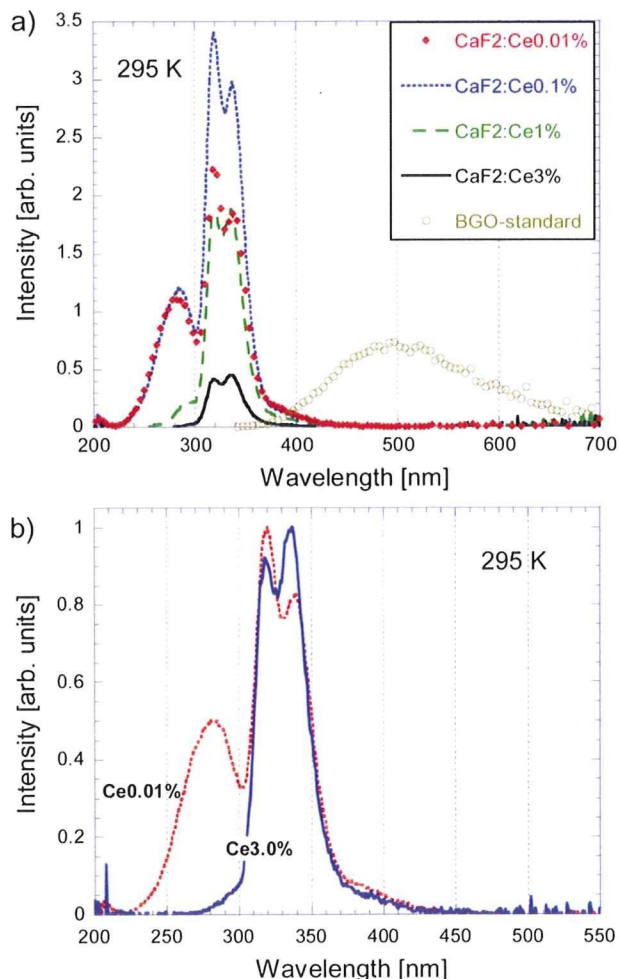 a)
295 K
CaF2:Ce0.01%
CaF2:Ce0.1%
CaF2:Ce1%
CaF2:Ce3%
BGO-standard
Intensity [arb. units]
3.5
3
2.5
2
1.5
1
0.5
0
200 300 400 500 600 700
Wavelength [nm]
b)
295 K
Ce0.01%
Ce3.0%
Intensity [arb. units]
1
0.8
0.6
0.4
0.2
0
200 250 300 350 400 450 500 550
Wavelength [nm]